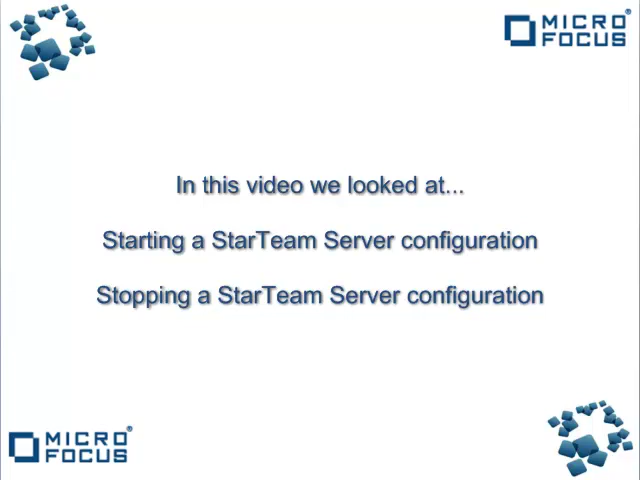 MICRO
FOCUS®
In this video we looked at...
Starting a StarTeam Server configuration
Stopping a StarTeam Server configuration
MICRO
FOCUS®